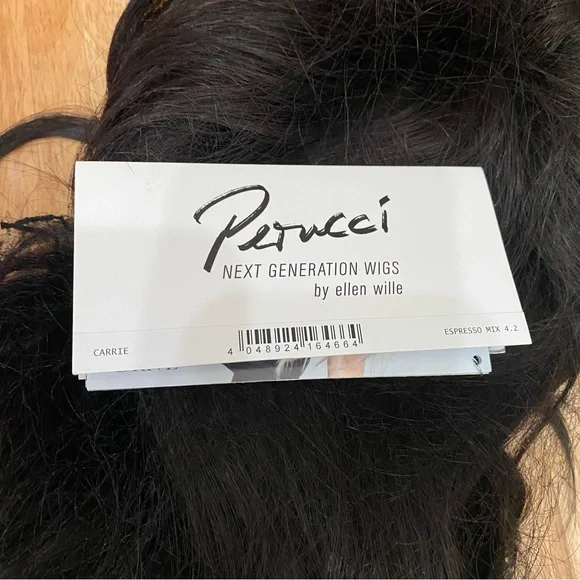 Perucci
NEXT GENERATION WIGS
by ellen wille
CARRIE
4 048924 164664
ESPRESSO MIX 4.2